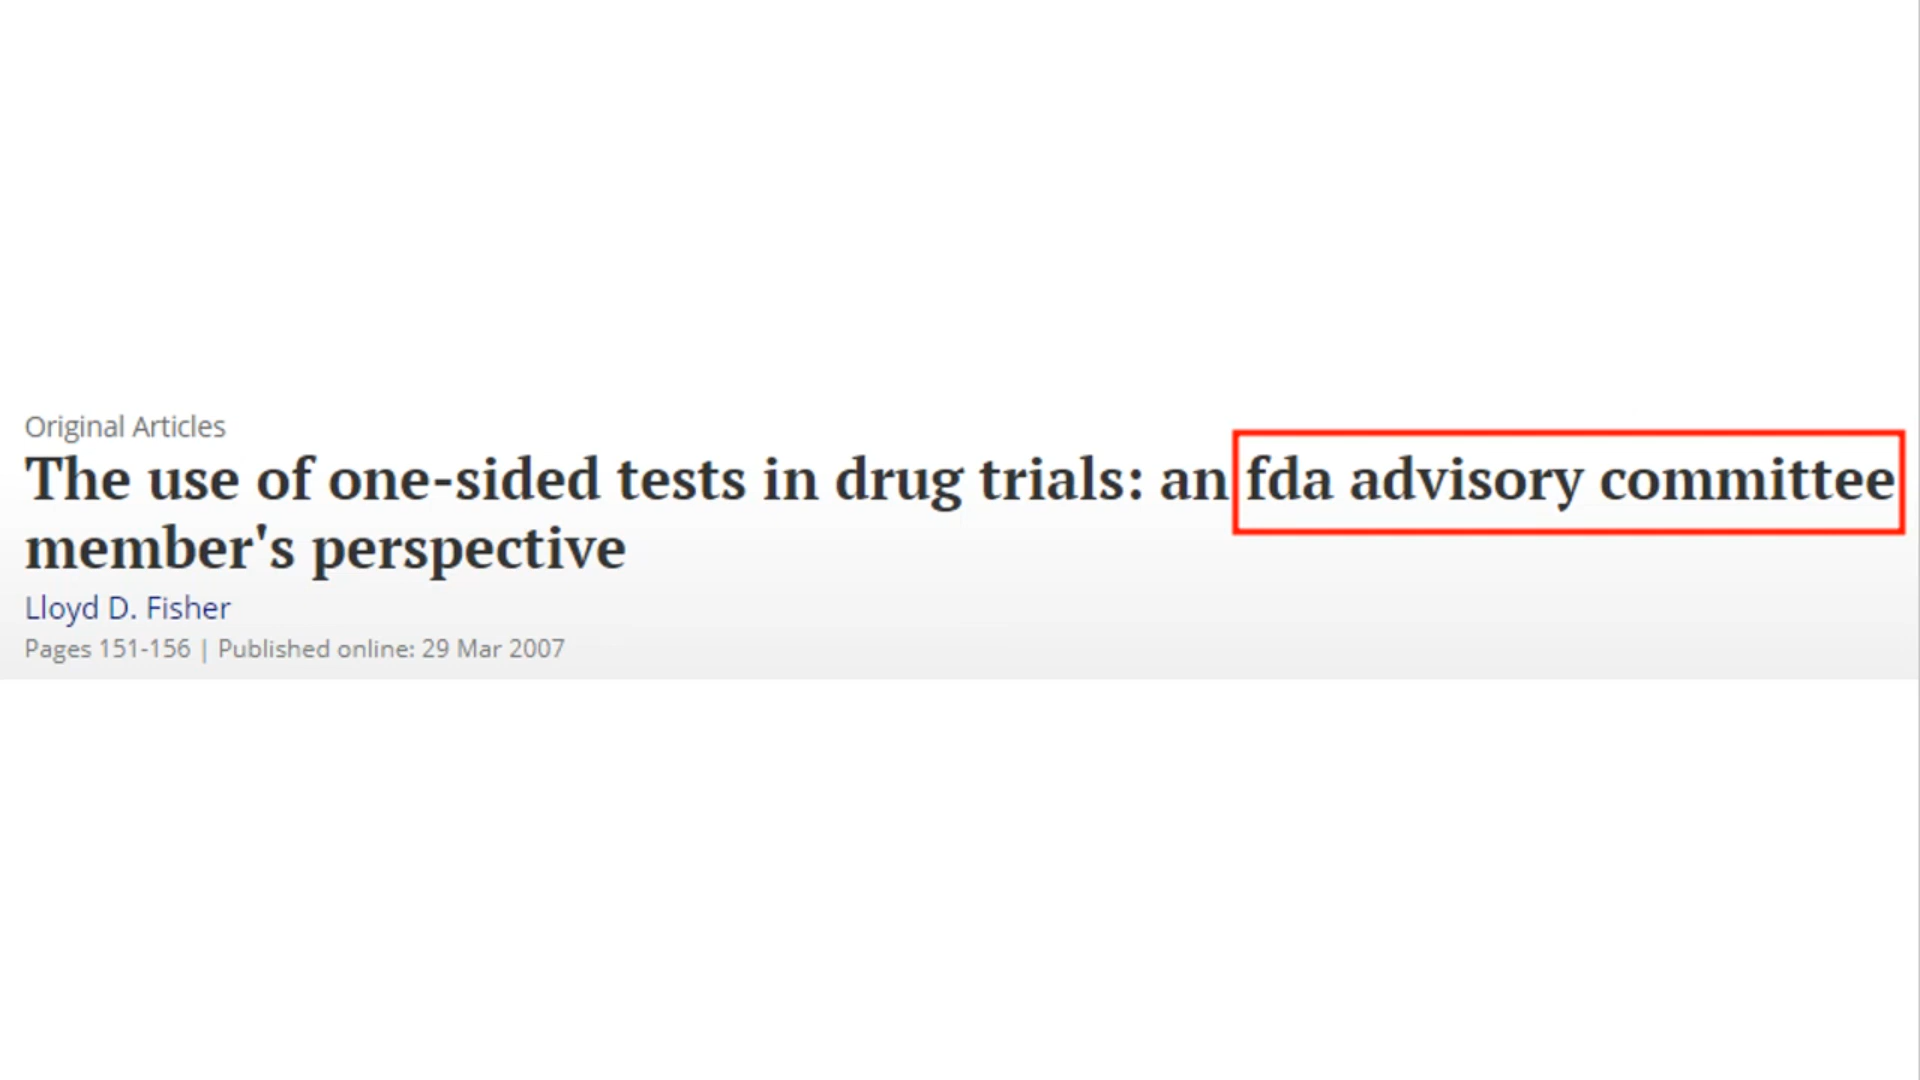 Original Articles
The use of one-sided tests in drug trials: an fda advisory committee
member's perspective
Lloyd D. Fisher
Pages 151-156 | Published online: 29 Mar 2007